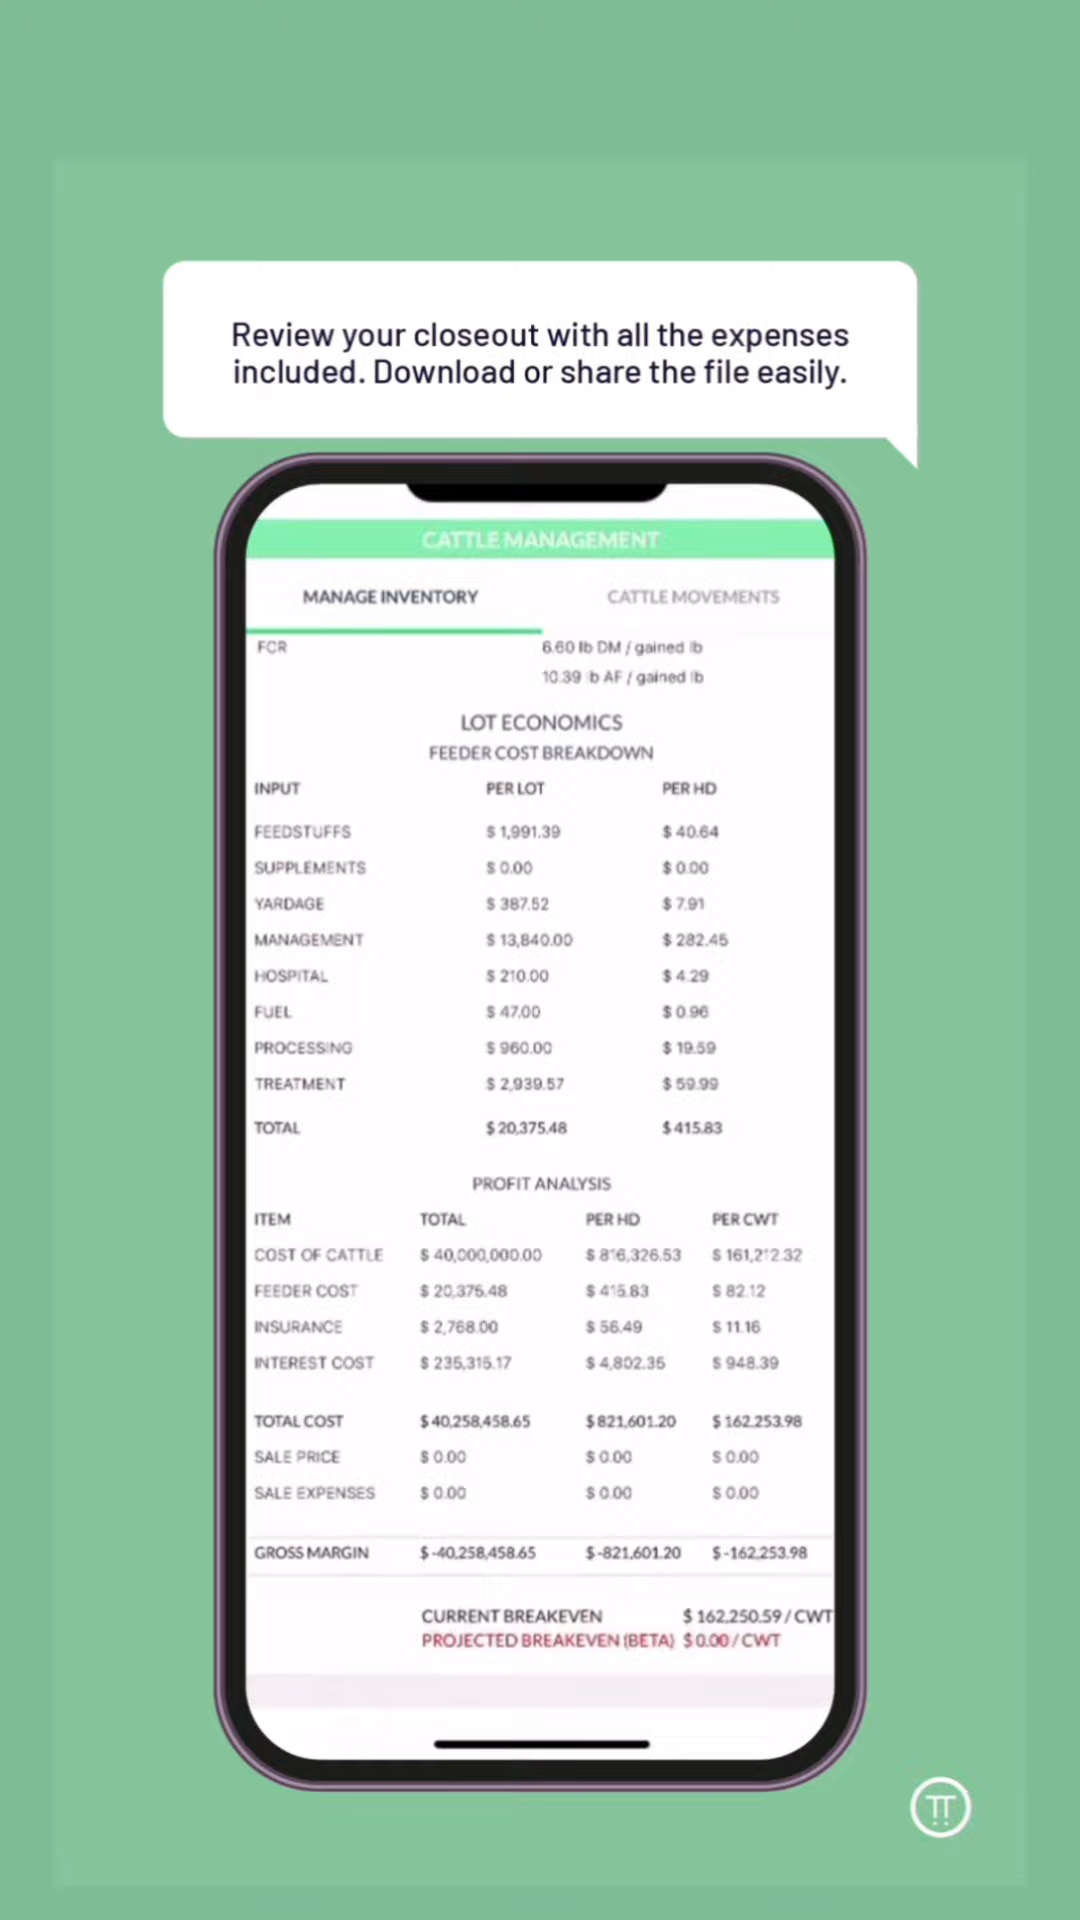 Review your closeout with all the expenses
included. Download or share the file easily.
CATTLE MANAGEMENT
MANAGE INVENTORY CATTLE MOVEMENTS
FCR 6.60 lb DM / gained lb
10.39 lb AF / gained lb
LOT ECONOMICS
FEEDER COST BREAKDOWN
INPUT PER LOT PER HD
FEEDSTUFFS $ 1,991.39 $ 40.64
SUPPLEMENTS $ 0.00 $ 0.00
YARDAGE $ 387.52 $ 7.91
MANAGEMENT $ 13,840.00 $ 282.45
HOSPITAL $ 210.00 $ 4.29
FUEL $ 47.00 $ 0.96
PROCESSING $ 960.00 $ 19.59
TREATMENT $ 2,939.57 $ 59.99
TOTAL $ 20,375.48 $ 415.83
PROFIT ANALYSIS
ITEM TOTAL PER HD PER CWT
COST OF CATTLE $ 40,000,000.00 $ 816,326.53 $ 161,212.32
FEEDER COST $ 20,375.48 $ 415.83 $ 82.12
INSURANCE $ 2,768.00 $ 56.49 $ 11.16
INTEREST COST $ 235,315.17 $ 4,802.35 $ 948.39
TOTAL COST $ 40,258,458.65 $ 821,601.20 $ 162,253.98
SALE PRICE $ 0.00 $ 0.00 $ 0.00
SALE EXPENSES $ 0.00 $ 0.00 $ 0.00
GROSS MARGIN $ -40,258,458.65 $ -821,601.20 $ -162,253.98
CURRENT BREAKEVEN $ 162,250.59 / CWT
PROJECTED BREAKEVEN (BETA) $ 0.00 / CWT